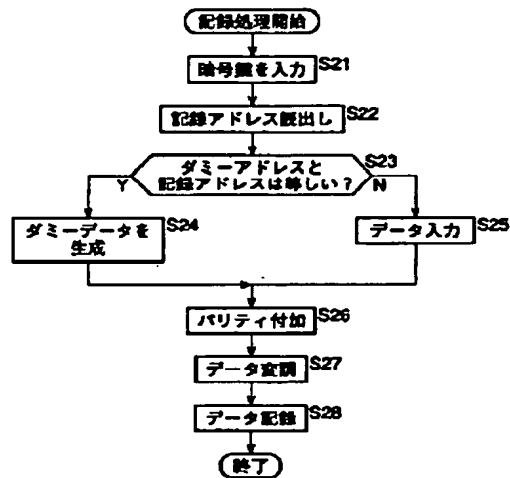 記録処理開始
暗号鍵を入力 S21
記録アドレス読出し S22
ダミーアドレスと S23
記録アドレスは等しい?
Y
N
ダミーデータを S24
生成
データ入力 S25
パリティ付加 S26
データ変調 S27
データ記録 S28
終了